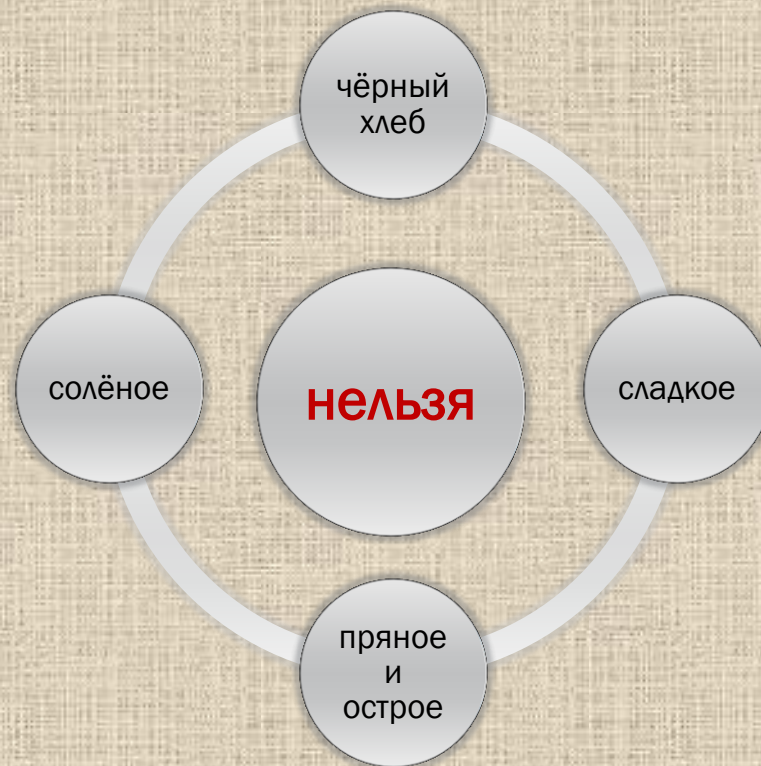 чёрный
хлеб
солёное
нельзя
сладкое
пряное
и
острое